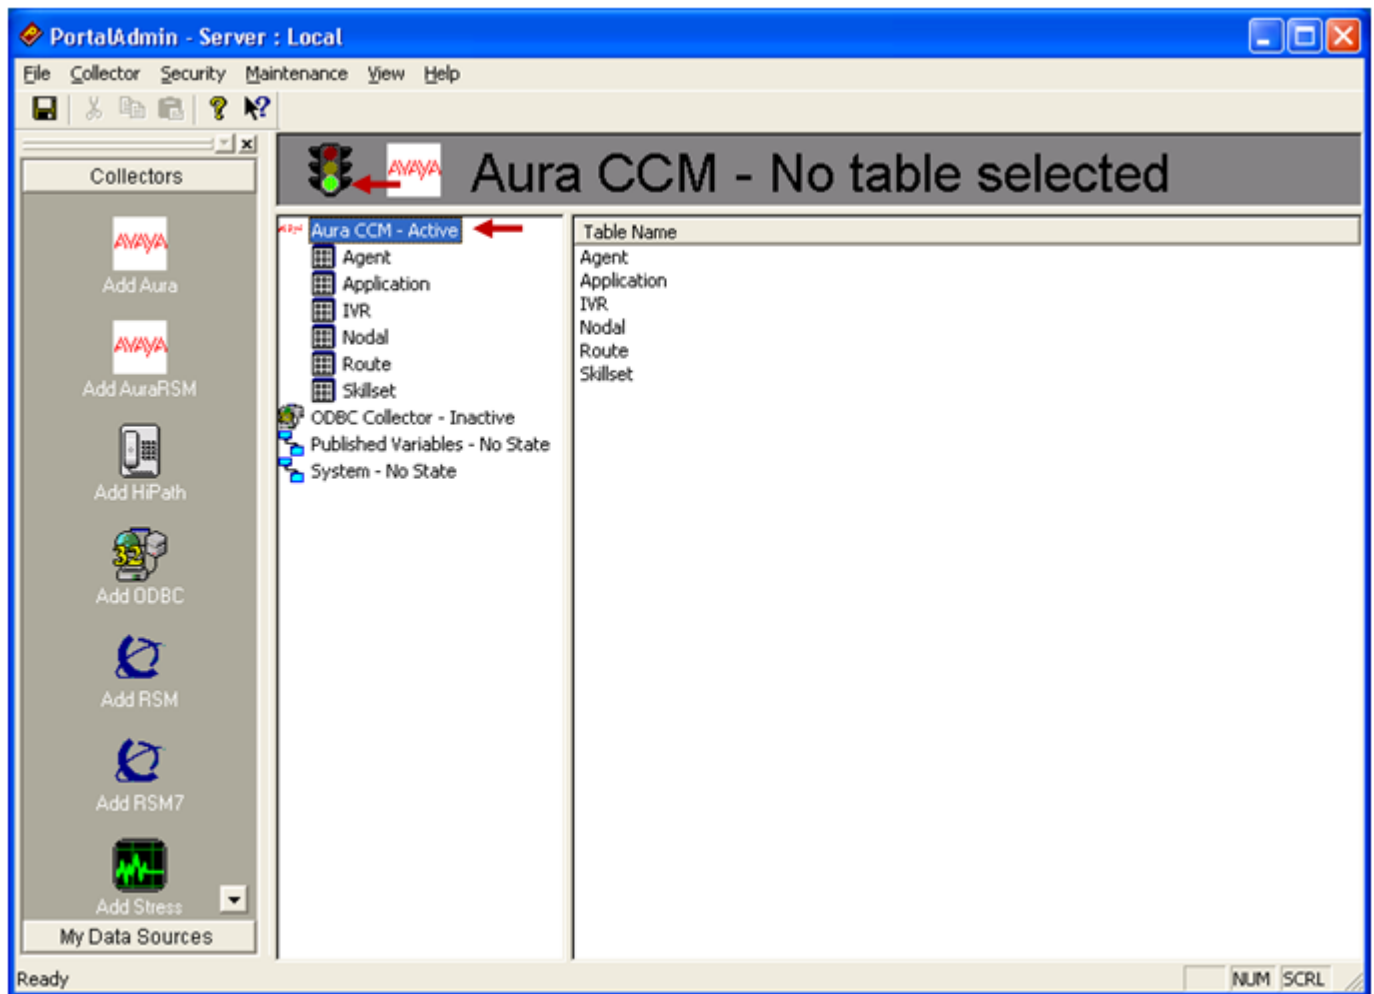 PortalAdmin - Server : Local
File Collector Security Maintenance View Help
Collectors
AVAYA
Add Aura
AVAYA
Add AuraRSM
Add HiPath
32
Add ODBC
Add RSM
Add RSM7
Add Stress
My Data Sources
AVAYA Aura CCM - No table selected
Aura CCM - Active
Agent
Application
IVR
Nodal
Route
Skillset
ODBC Collector - Inactive
Published Variables - No State
System - No State
Table Name
Agent
Application
IVR
Nodal
Route
Skillset
Ready
NUM SCRL